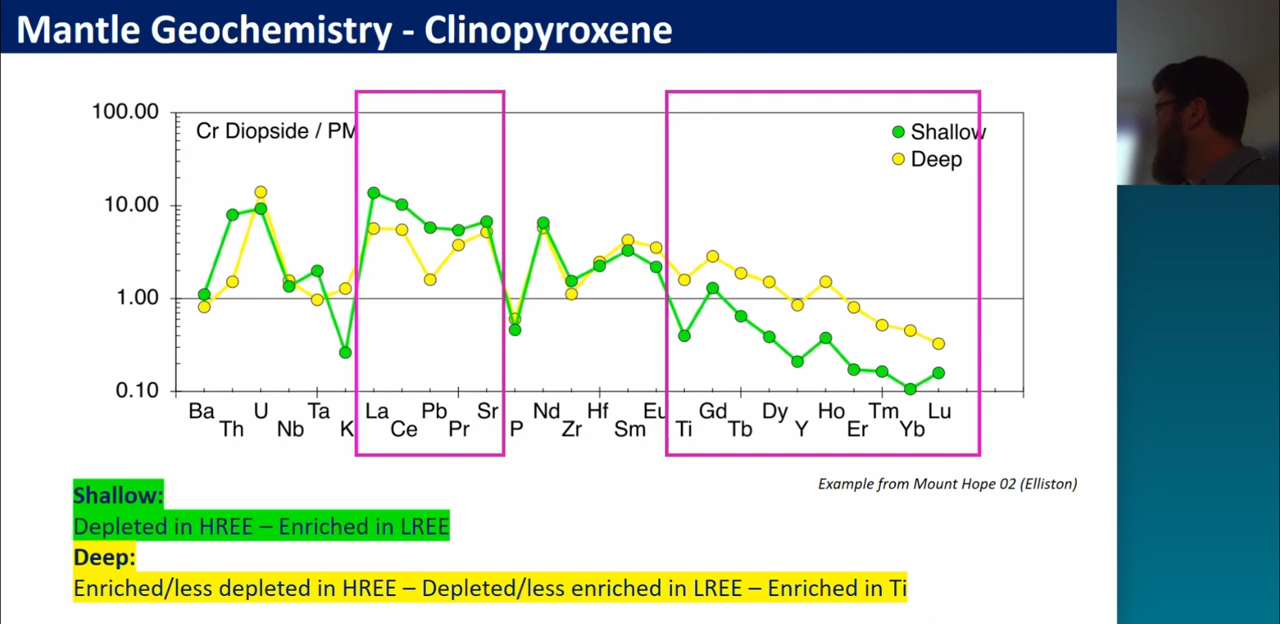 Mantle Geochemistry - Clinopyroxene
100.00
Cr Diopside / PM
Shallow
Deep
10.00
1.00
0.10
Ba Th U Nb Ta K La Ce Pb Pr Sr P Nd Zr Hf Sm Eu Ti Gd Tb Dy Y Ho Er Tm Yb Lu
Example from Mount Hope 02 (Elliston)
Shallow:
Depleted in HREE – Enriched in LREE
Deep:
Enriched/less depleted in HREE – Depleted/less enriched in LREE – Enriched in Ti